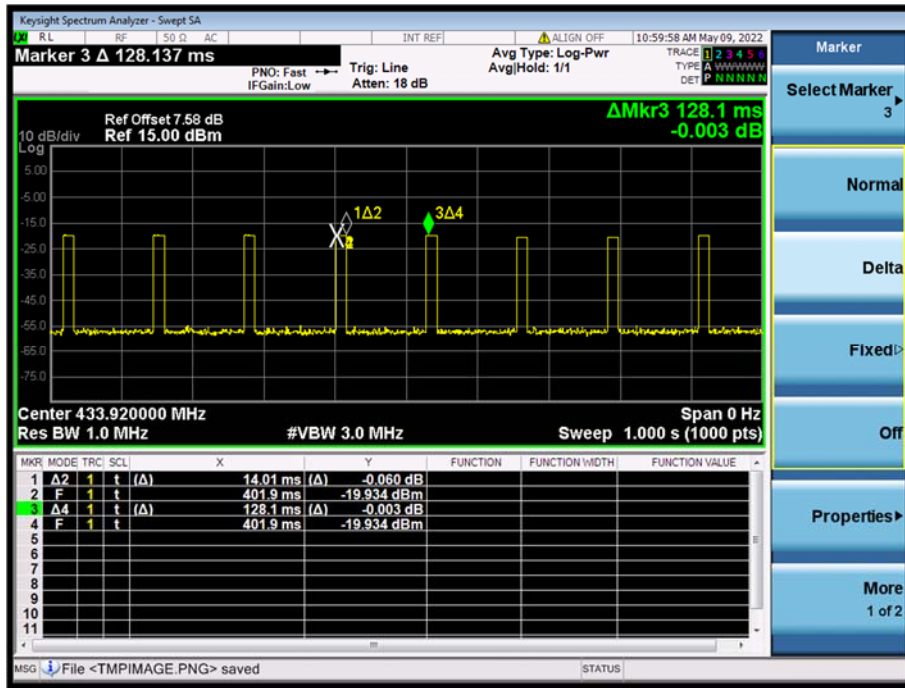 Keysight Spectrum Analyzer - Swept SA
LXI RL RF 50 Ω AC INT REF ALIGN OFF 10:59:58 AM May 09, 2022
Marker 3 Δ 128.137 ms
PNO: Fast
IFGain:Low
Trig: Line
Atten: 18 dB
Avg Type: Log-Pwr
Avg|Hold: 1/1
TRACE 1 2 3 4 5 6
TYPE A WWWWW
DET P N N N N N
ΔMkr3 128.1 ms
-0.003 dB
Ref Offset 7.58 dB
10 dB/div Ref 15.00 dBm
Log
5.00
-5.00
-15.0
-25.0
-35.0
-45.0
-55.0
-65.0
-75.0
1Δ2
3Δ4
X
Center 433.920000 MHz Span 0 Hz
Res BW 1.0 MHz #VBW 3.0 MHz Sweep 1.000 s (1000 pts)
MKR MODE TRC SCL X Y FUNCTION FUNCTION WIDTH FUNCTION VALUE
1 Δ2 1 t (Δ) 14.01 ms (Δ) -0.060 dB
2 F 1 t 401.9 ms -19.934 dBm
3 Δ4 1 t (Δ) 128.1 ms (Δ) -0.003 dB
4 F 1 t 401.9 ms -19.934 dBm
5
6
7
8
9
10
11
MSG File <TMPIMAGE.PNG> saved STATUS
Marker
Select Marker
3
Normal
Delta
Fixed
Off
Properties
More
1 of 2